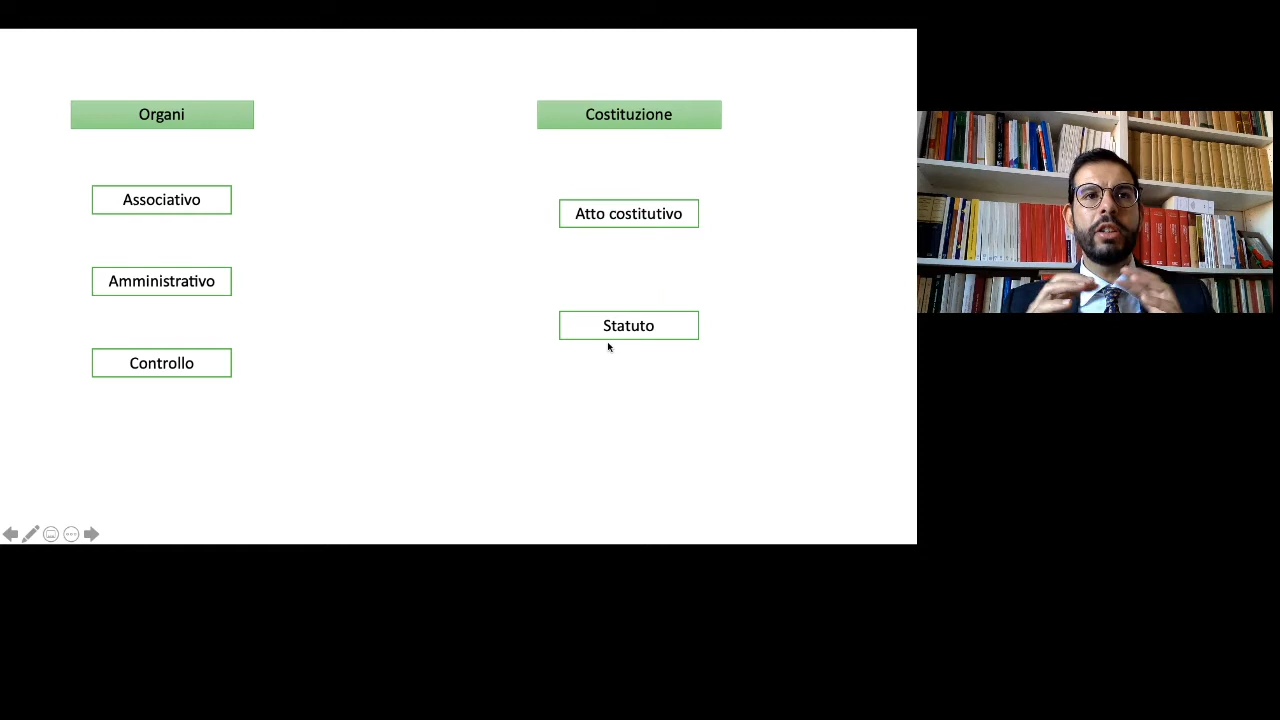 Organi
Associativo
Amministrativo
Controllo
Costituzione
Atto costitutivo
Statuto